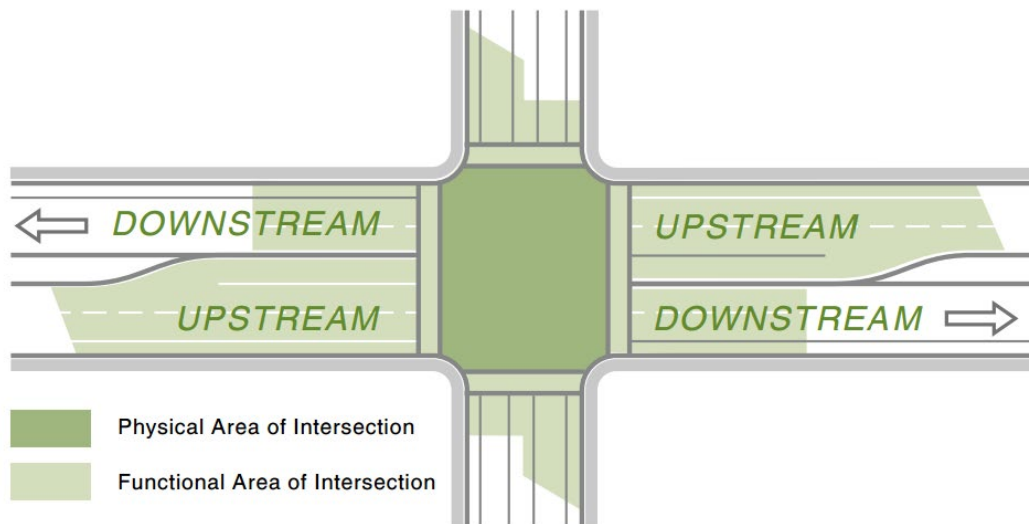 DOWNSTREAM
UPSTREAM
UPSTREAM
DOWNSTREAM
Physical Area of Intersection
Functional Area of Intersection